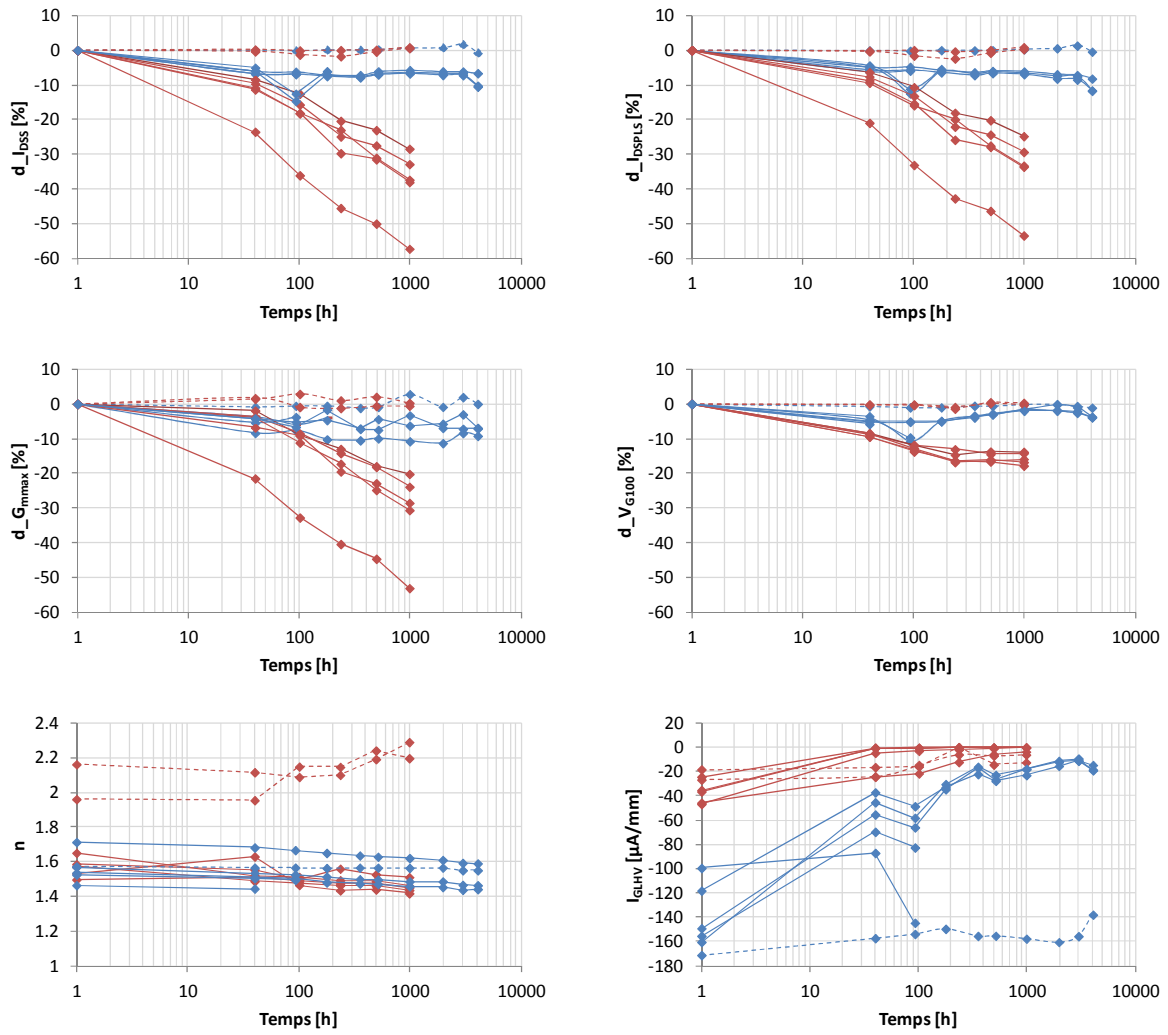 10
0
-10
-20
-30
-40
-50
-60
d_I_DSS [%]
1 10 100 1000 10000
Temps [h]
10
0
-10
-20
-30
-40
-50
-60
d_I_DSPLS [%]
1 10 100 1000 10000
Temps [h]
10
0
-10
-20
-30
-40
-50
-60
d_G_mmax [%]
1 10 100 1000 10000
Temps [h]
10
0
-10
-20
-30
-40
-50
-60
d_V_G100 [%]
1 10 100 1000 10000
Temps [h]
2.4
2.2
2
1.8
1.6
1.4
1.2
1
n
1 10 100 1000 10000
Temps [h]
20
0
-20
-40
-60
-80
-100
-120
-140
-160
-180
I_GLHV [µA/mm]
1 10 100 1000 10000
Temps [h]